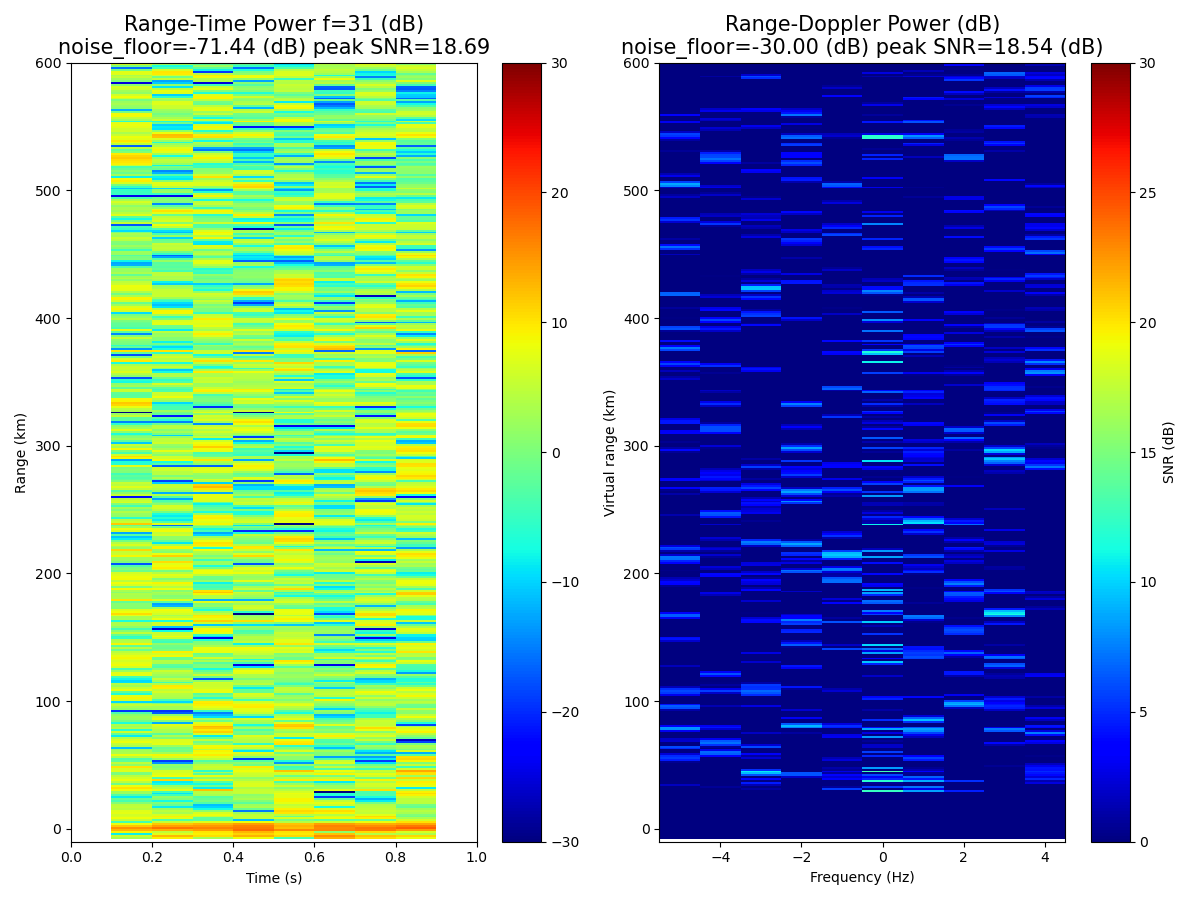 Range-Time Power f=31 (dB)
noise_floor=-71.44 (dB) peak SNR=18.69
Range (km)
600
500
400
300
200
100
0
0.0 0.2 0.4 0.6 0.8 1.0
Time (s)
30
20
10
0
−10
−20
−30
Range-Doppler Power (dB)
noise_floor=-30.00 (dB) peak SNR=18.54 (dB)
Virtual range (km)
600
500
400
300
200
100
0
−4 −2 0 2 4
Frequency (Hz)
30
25
20
15
10
5
0
SNR (dB)